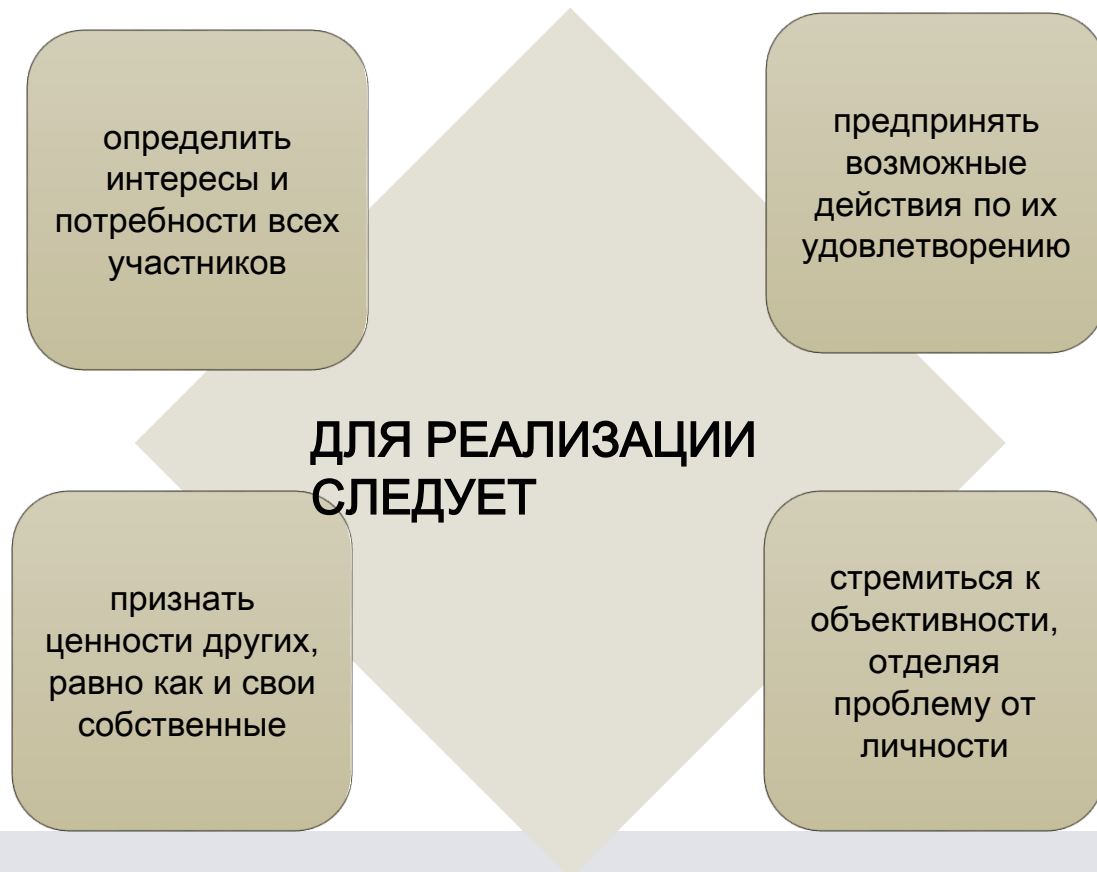 определить
интересы и
потребности всех
участников
предпринять
возможные
действия по их
удовлетворению
ДЛЯ РЕАЛИЗАЦИИ
СЛЕДУЕТ
признать
ценности других,
равно как и свои
собственные
стремиться к
объективности,
отделяя
проблему от
личности